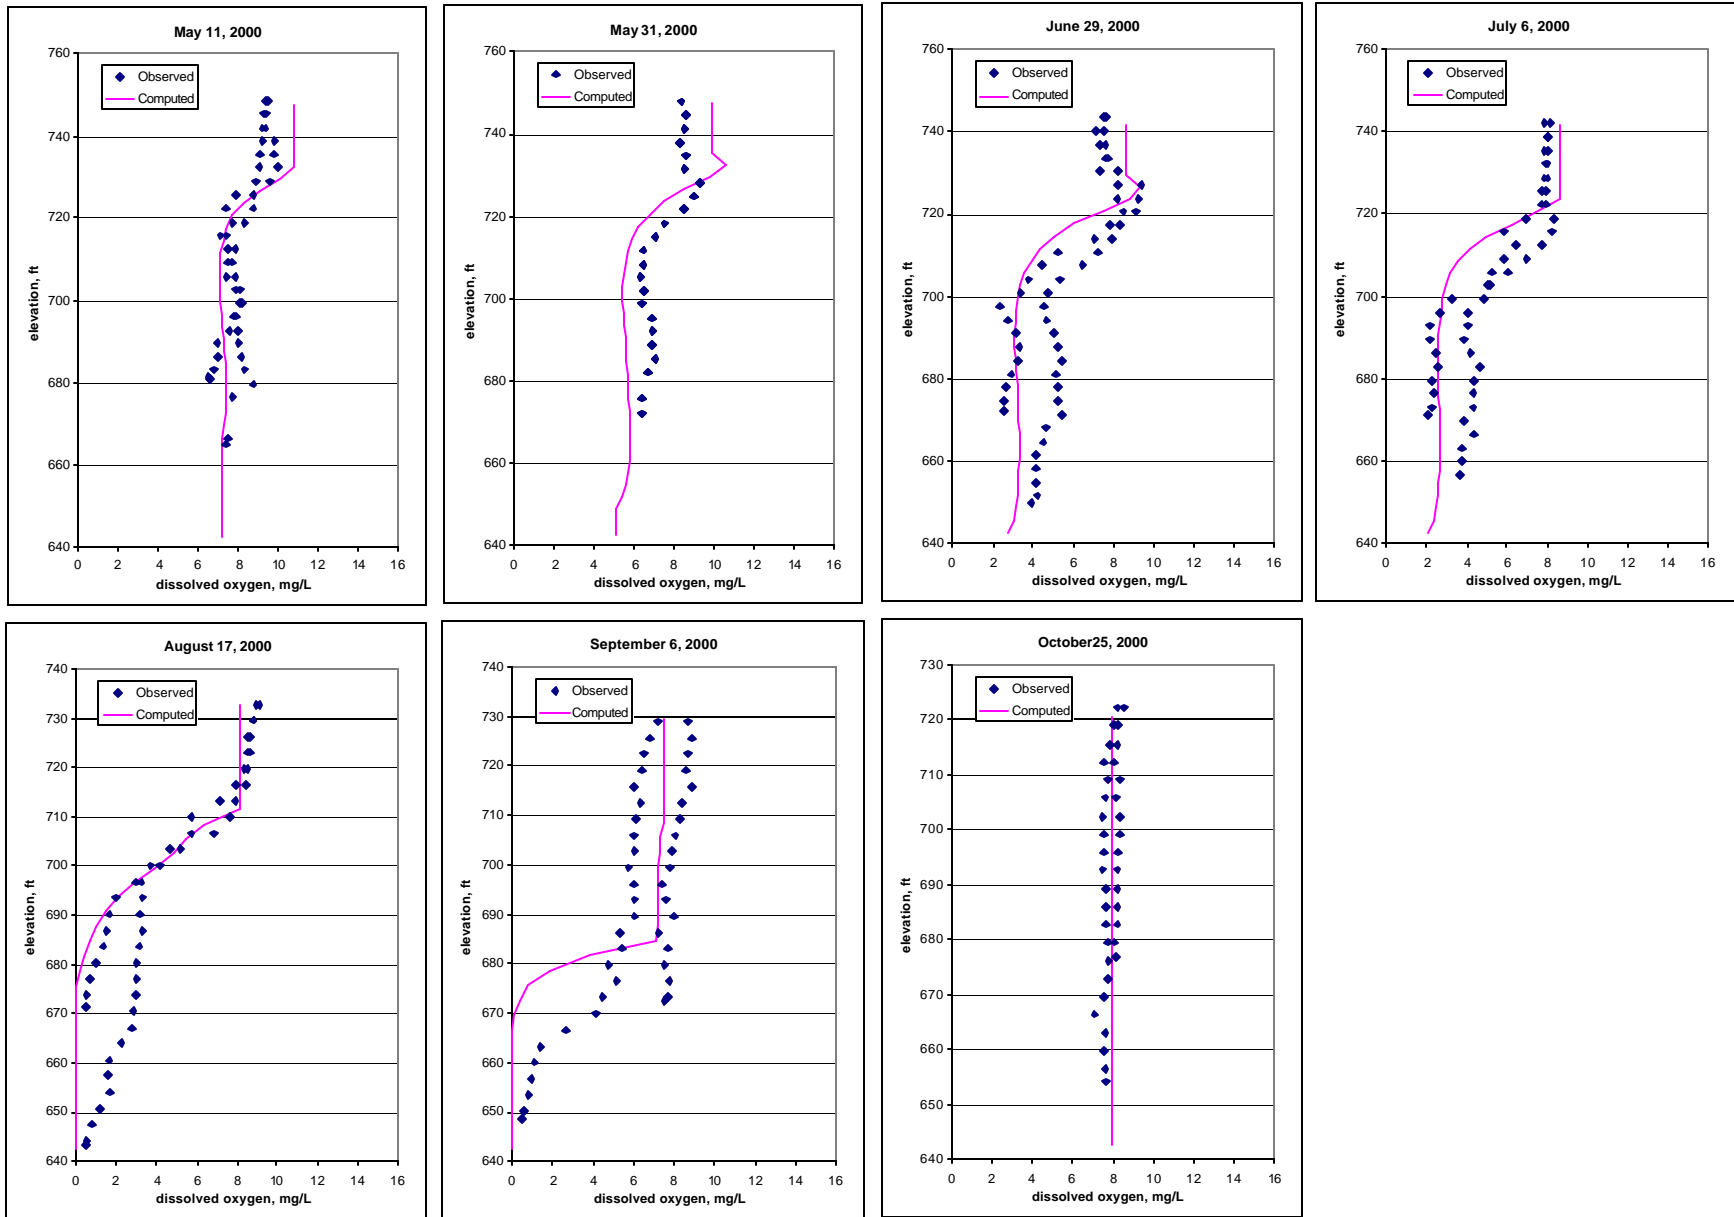 May 11, 2000
760
740
720
700
680
660
640
0 2 4 6 8 10 12 14 16
elevation, ft
dissolved oxygen, mg/L
Observed
Computed
May 31, 2000
760
740
720
700
680
660
640
0 2 4 6 8 10 12 14 16
elevation, ft
dissolved oxygen, mg/L
Observed
Computed
June 29, 2000
760
740
720
700
680
660
640
0 2 4 6 8 10 12 14 16
elevation, ft
dissolved oxygen, mg/L
Observed
Computed
July 6, 2000
760
740
720
700
680
660
640
0 2 4 6 8 10 12 14 16
elevation, ft
dissolved oxygen, mg/L
Observed
Computed
August 17, 2000
740
730
720
710
700
690
680
670
660
650
640
0 2 4 6 8 10 12 14 16
elevation, ft
dissolved oxygen, mg/L
Observed
Computed
September 6, 2000
740
730
720
710
700
690
680
670
660
650
640
0 2 4 6 8 10 12 14 16
elevation, ft
dissolved oxygen, mg/L
Observed
Computed
October25, 2000
730
720
710
700
690
680
670
660
650
640
0 2 4 6 8 10 12 14 16
elevation, ft
dissolved oxygen, mg/L
Observed
Computed